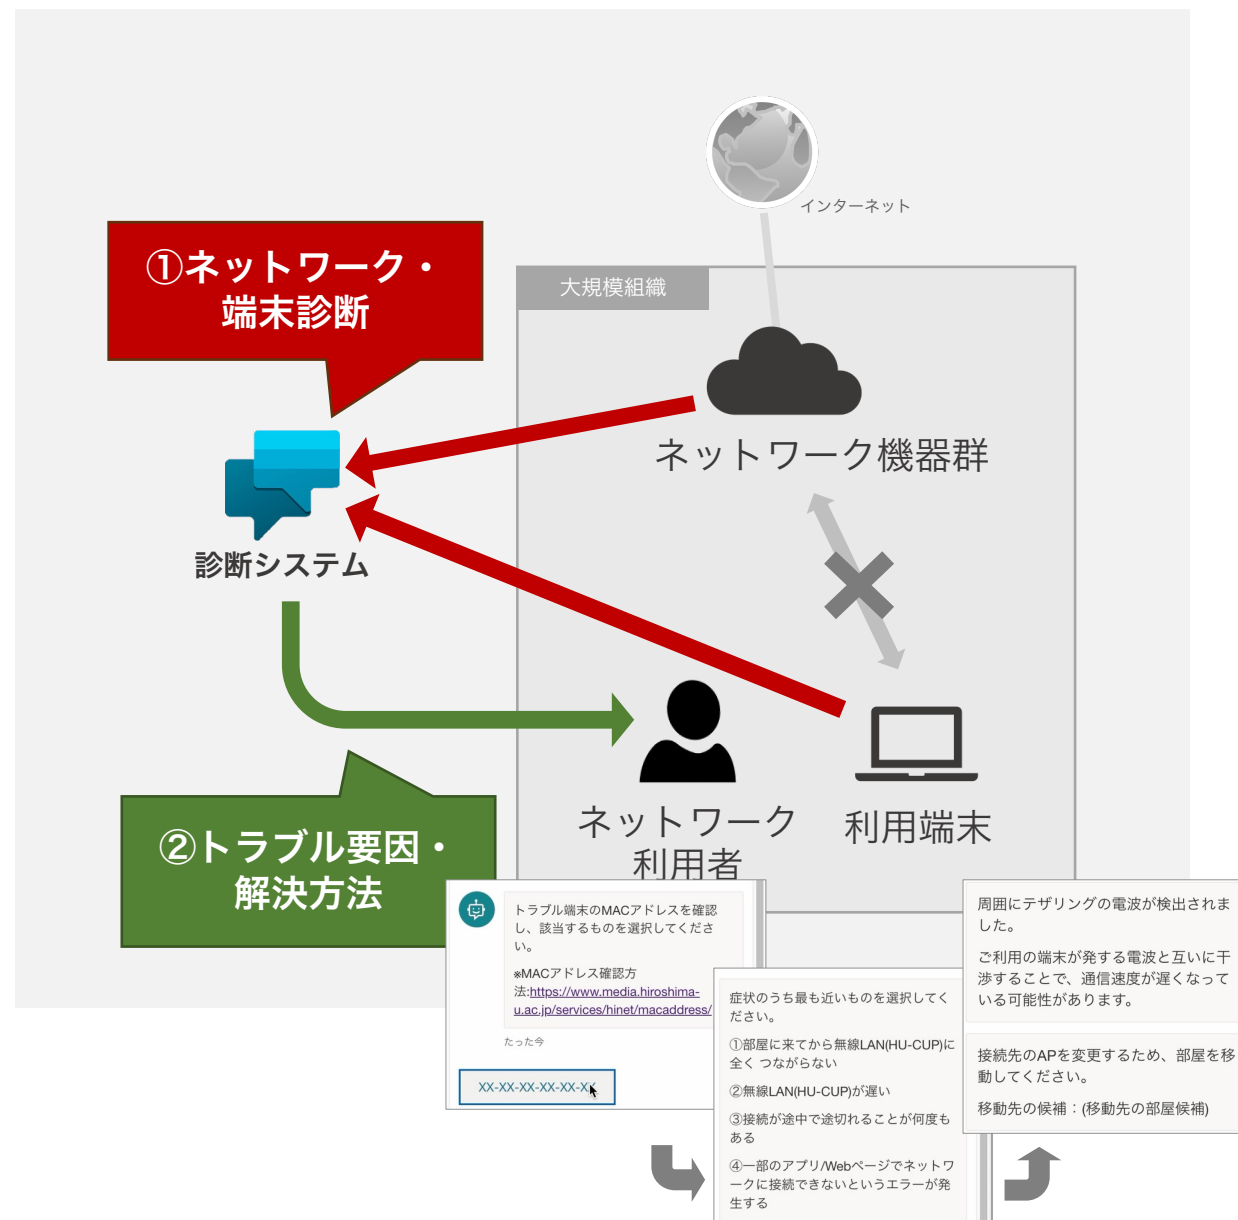 インターネット
①ネットワーク・
端末診断
大規模組織
ネットワーク機器群
診断システム
ネットワーク
利用者
利用端末
②トラブル要因・
解決方法
トラブル端末のMACアドレスを確認
し、該当するものを選択してくださ
い。
※MACアドレス確認方
法:https://www.media.hiroshima-
u.ac.jp/services/hinet/macaddress/
たった今
XX-XX-XX-XX-XX-XX
症状のうち最も近いものを選択してく
ださい。
①部屋に来てから無線LAN(HU-CUP)に
全く つながらない
②無線LAN(HU-CUP)が遅い
③接続が途中で途切れることが何度も
ある
④一部のアプリ/Webページでネットワ
ークに接続できないというエラーが発
生する
周囲にテザリングの電波が検出されま
した。
ご利用の端末が発する電波と互いに干
渉することで、通信速度が遅くなって
いる可能性があります。
接続先のAPを変更するため、部屋を移
動してください。
移動先の候補：(移動先の部屋候補)